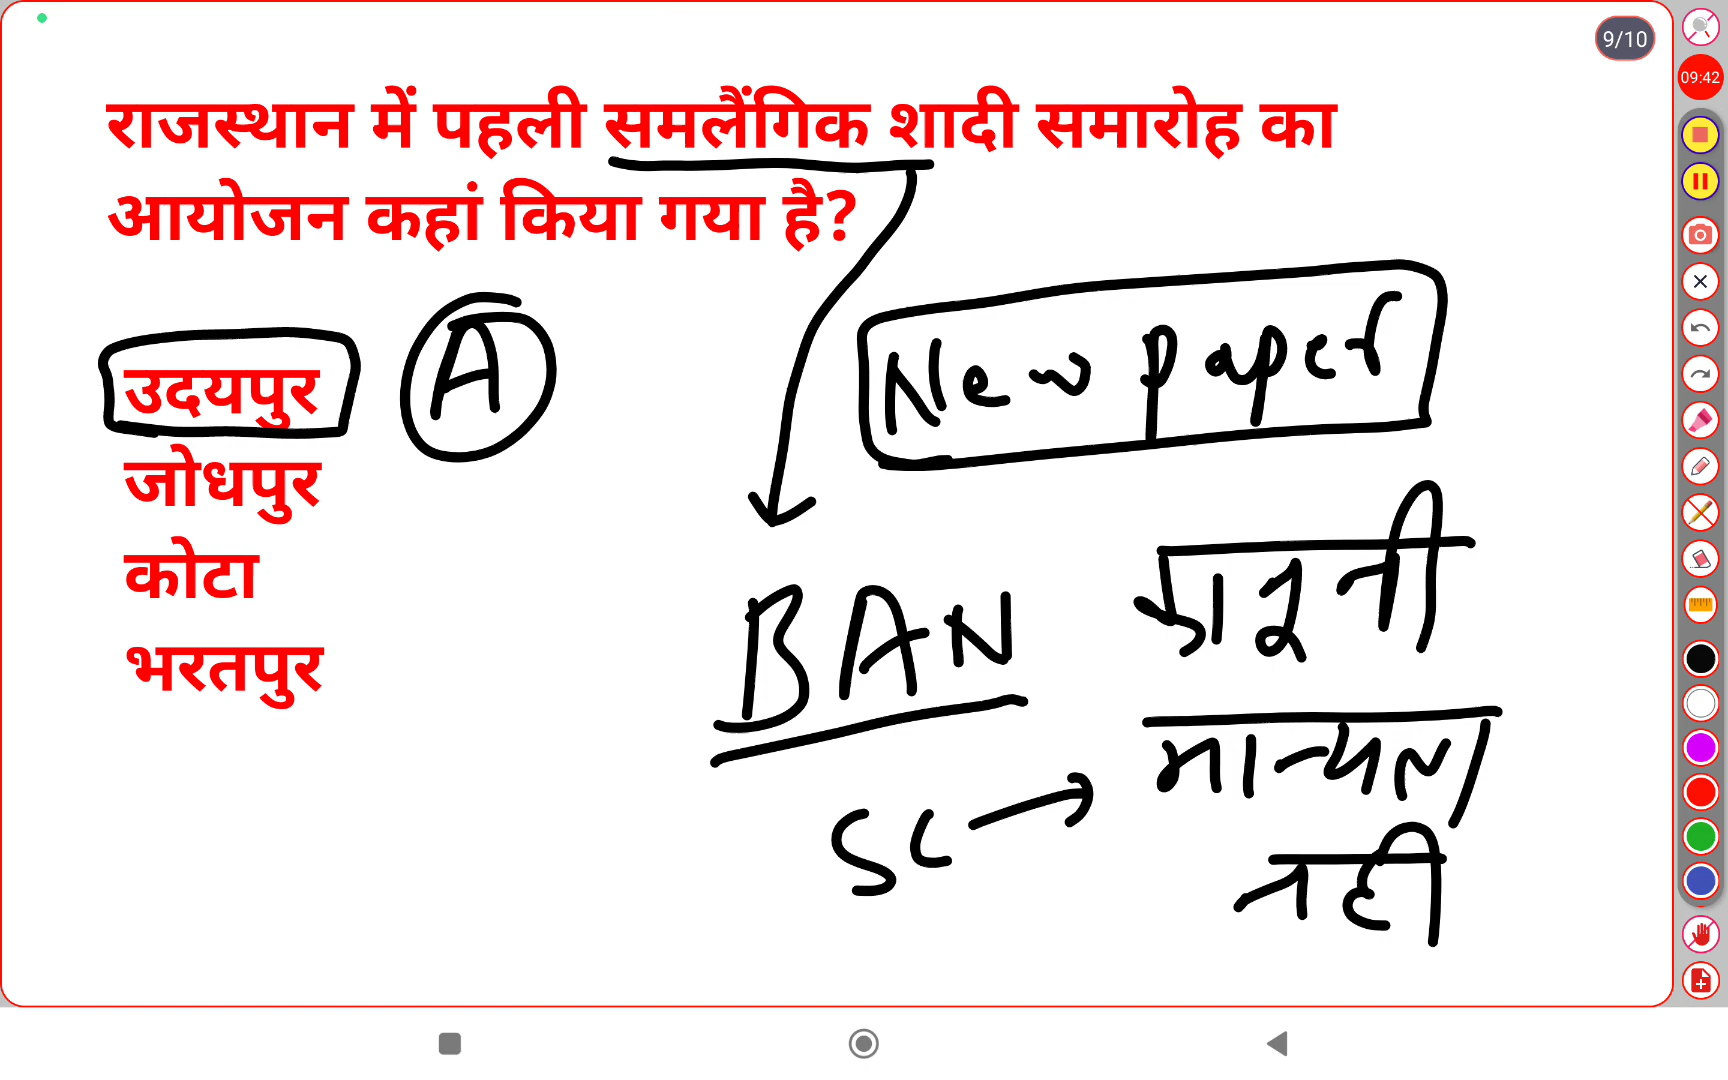 9/10
09:42
राजस्थान में पहली समलैंगिक शादी समारोह का
आयोजन कहां किया गया है?
उदयपुर
A
New paper
जोधपुर
कोटा
भरतपुर
BAN
कानूनी
मान्यता
SC
नही